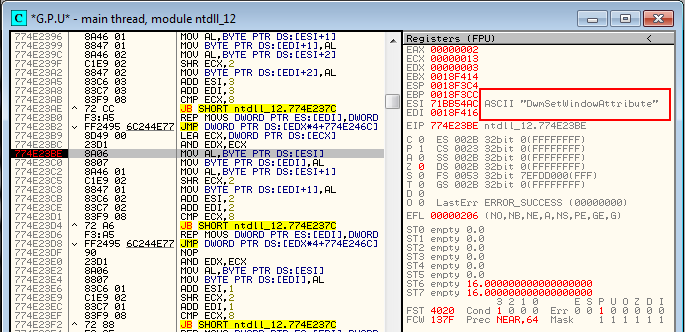 C *G.P.U* - main thread, module ntdll_12
774E2396 8A46 01 MOV AL,BYTE PTR DS:[ESI+1]
774E2399 8847 01 MOV BYTE PTR DS:[EDI+1],AL
774E239C 8A46 02 MOV AL,BYTE PTR DS:[ESI+2]
774E239F C1E9 02 SHR ECX,2
774E23A2 8847 02 MOV BYTE PTR DS:[EDI+2],AL
774E23A5 83C6 03 ADD ESI,3
774E23A8 83C7 03 ADD EDI,3
774E23AB 83F9 08 CMP ECX,8
774E23AE 72 CC JB SHORT ntdll_12.774E237C
774E23B0 F3:A5 REP MOVS DWORD PTR ES:[EDI],DWORD
774E23B2 FF2495 6C244E77 JMP DWORD PTR DS:[EDX*4+774E246C]
774E23B9 8D49 00 LEA ECX,DWORD PTR DS:[ECX]
774E23BC 23D1 AND EDX,ECX
774E23BE 8A06 MOV AL,BYTE PTR DS:[ESI]
774E23C0 8807 MOV BYTE PTR DS:[EDI],AL
774E23C2 8A46 01 MOV AL,BYTE PTR DS:[ESI+1]
774E23C5 C1E9 02 SHR ECX,2
774E23C8 8847 01 MOV BYTE PTR DS:[EDI+1],AL
774E23CB 83C6 02 ADD ESI,2
774E23CE 83C7 02 ADD EDI,2
774E23D1 83F9 08 CMP ECX,8
774E23D4 72 A6 JB SHORT ntdll_12.774E237C
774E23D6 F3:A5 REP MOVS DWORD PTR ES:[EDI],DWORD
774E23D8 FF2495 6C244E77 JMP DWORD PTR DS:[EDX*4+774E246C]
774E23DF 90 NOP
774E23E0 23D1 AND EDX,ECX
774E23E2 8A06 MOV AL,BYTE PTR DS:[ESI]
774E23E4 8807 MOV BYTE PTR DS:[EDI],AL
774E23E6 83C6 01 ADD ESI,1
774E23E9 C1E9 02 SHR ECX,2
774E23EC 83C7 01 ADD EDI,1
774E23EF 83F9 08 CMP ECX,8
774E23F2 72 88 JB SHORT ntdll_12.774E237C
Registers (FPU) <
EAX 00000002
ECX 00000013
EDX 00000003
EBX 0018F414
ESP 0018F3C4
EBP 0018F3CC
ESI 71BB54AC ASCII "DwmSetWindowAttribute"
EDI 0018F416
EIP 774E23BE ntdll_12.774E23BE
C 0 ES 002B 32bit 0(FFFFFFFF)
P 1 CS 0023 32bit 0(FFFFFFFF)
A 0 SS 002B 32bit 0(FFFFFFFF)
Z 0 DS 002B 32bit 0(FFFFFFFF)
S 0 FS 0053 32bit 7EFDD000(FFF)
T 0 GS 002B 32bit 0(FFFFFFFF)
D 0
O 0 LastErr ERROR_SUCCESS (00000000)
EFL 00000206 (NO,NB,NE,A,NS,PE,GE,G)
ST0 empty 0.0
ST1 empty 0.0
ST2 empty 0.0
ST3 empty 0.0
ST4 empty 0.0
ST5 empty 0.0
ST6 empty 16.000000000000000
ST7 empty 16.000000000000000
3 2 1 0 E S P U O Z D I
FST 4020 Cond 1 0 0 0 Err 0 0 1 0 0 0 0 0
FCW 137F Prec NEAR,64 Mask 1 1 1 1 1 1